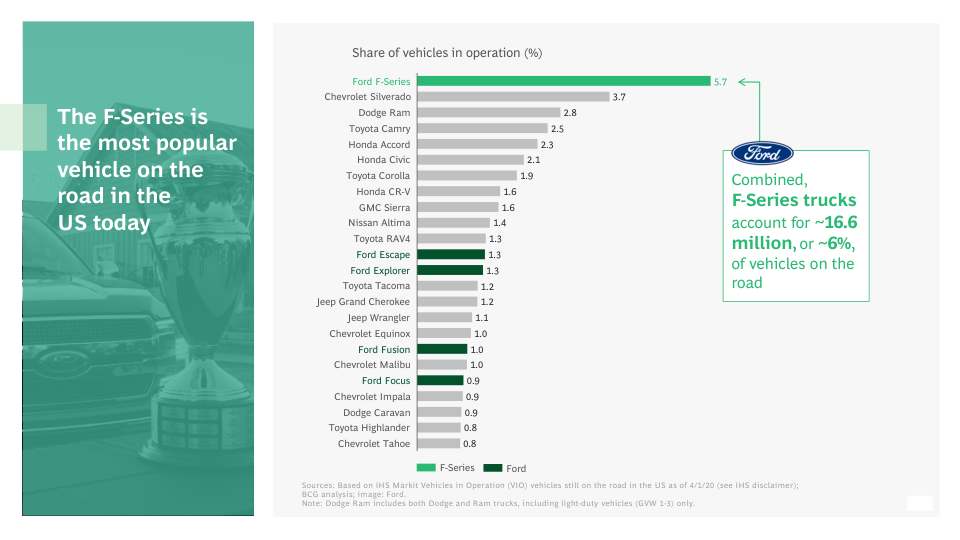 The F-Series is
the most popular
vehicle on the
road in the
US today
Share of vehicles in operation (%)
Ford F-Series 5.7
Chevrolet Silverado 3.7
Dodge Ram 2.8
Toyota Camry 2.5
Honda Accord 2.3
Honda Civic 2.1
Toyota Corolla 1.9
Honda CR-V 1.6
GMC Sierra 1.6
Nissan Altima 1.4
Toyota RAV4 1.3
Ford Escape 1.3
Ford Explorer 1.3
Toyota Tacoma 1.2
Jeep Grand Cherokee 1.2
Jeep Wrangler 1.1
Chevrolet Equinox 1.0
Ford Fusion 1.0
Chevrolet Malibu 1.0
Ford Focus 0.9
Chevrolet Impala 0.9
Dodge Caravan 0.9
Toyota Highlander 0.8
Chevrolet Tahoe 0.8
F-Series Ford
Ford
Combined,
F-Series trucks
account for ~16.6
million, or ~6%,
of vehicles on the
road
Sources: Based on IHS Markit Vehicles in Operation (VIO) vehicles still on the road in the US as of 4/1/20 (see IHS disclaimer);
BCG analysis; image: Ford.
Note: Dodge Ram includes both Dodge and Ram trucks, including light-duty vehicles (GVW 1-3) only.